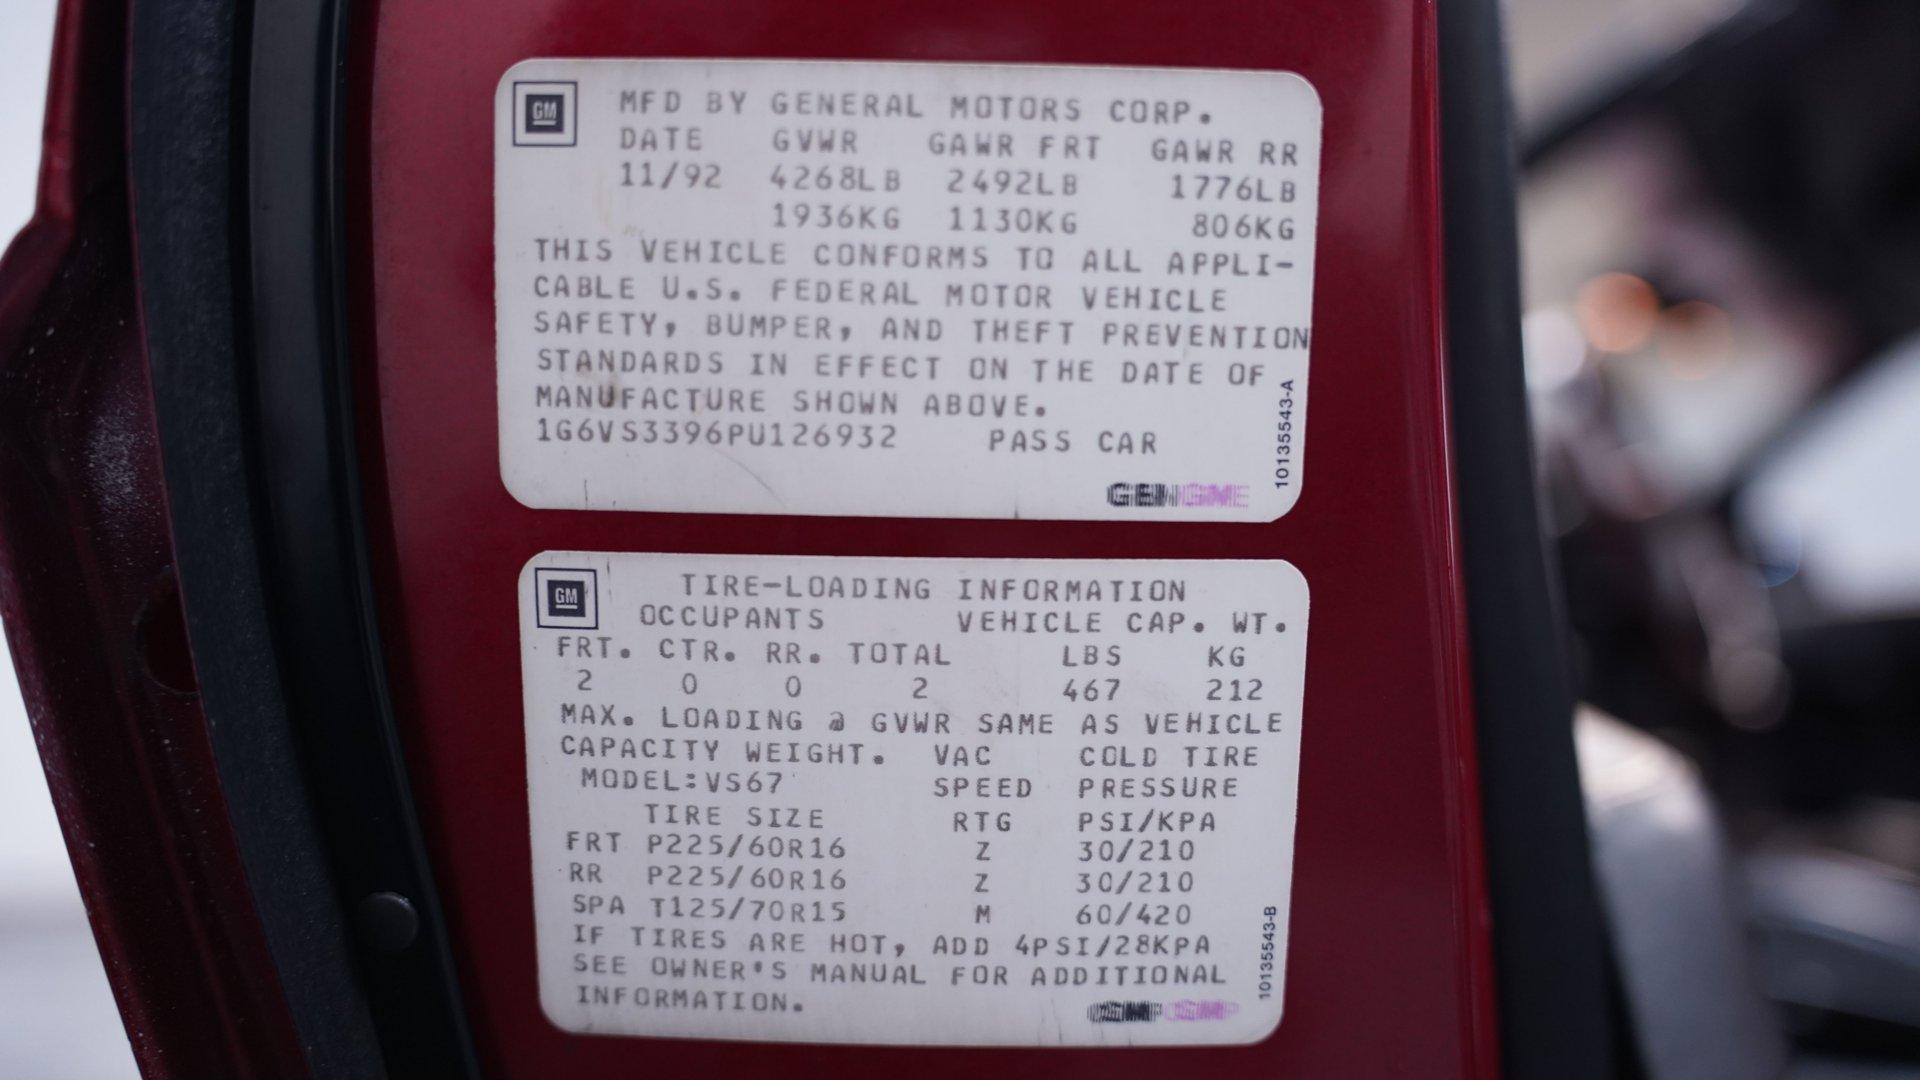 GM
MFD BY GENERAL MOTORS CORP.
DATE GVWR GAWR FRT GAWR RR
11/92 4268LB 2492LB 1776LB
1936KG 1130KG 806KG
THIS VEHICLE CONFORMS TO ALL APPLI-
CABLE U.S. FEDERAL MOTOR VEHICLE
SAFETY, BUMPER, AND THEFT PREVENTION
STANDARDS IN EFFECT ON THE DATE OF
MANUFACTURE SHOWN ABOVE.
1G6VS3396PU126932 PASS CAR
10135543-A
GM
TIRE-LOADING INFORMATION
OCCUPANTS VEHICLE CAP. WT.
FRT. CTR. RR. TOTAL LBS KG
2 0 0 2 467 212
MAX. LOADING @ GVWR SAME AS VEHICLE
CAPACITY WEIGHT. VAC COLD TIRE
MODEL:VS67 SPEED PRESSURE
TIRE SIZE RTG PSI/KPA
FRT P225/60R16 Z 30/210
RR P225/60R16 Z 30/210
SPA T125/70R15 M 60/420
IF TIRES ARE HOT, ADD 4PSI/28KPA
SEE OWNER'S MANUAL FOR ADDITIONAL
INFORMATION.
10135543-B